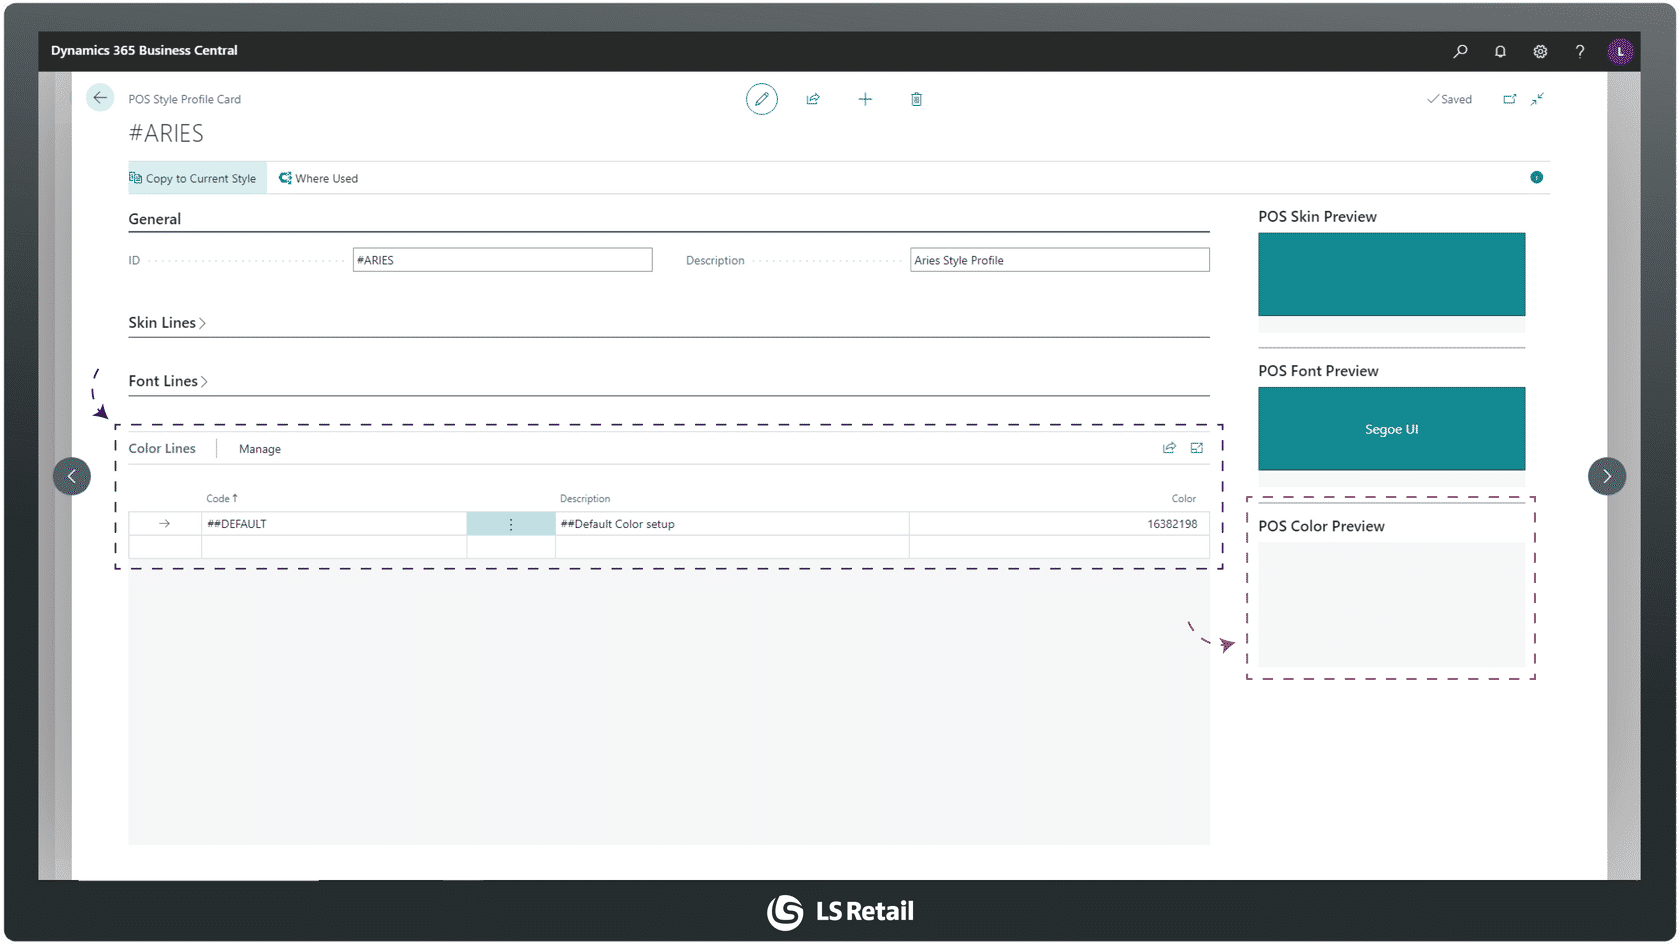 Dynamics 365 Business Central
?
L
POS Style Profile Card
Saved
#ARIES
Copy to Current Style
Where Used
General
ID
#ARIES
Description
Aries Style Profile
Skin Lines
Font Lines
Color Lines
Manage
Code ↑
Description
Color
##DEFAULT
##Default Color setup
16382198
POS Skin Preview
POS Font Preview
Segoe UI
POS Color Preview
LS Retail